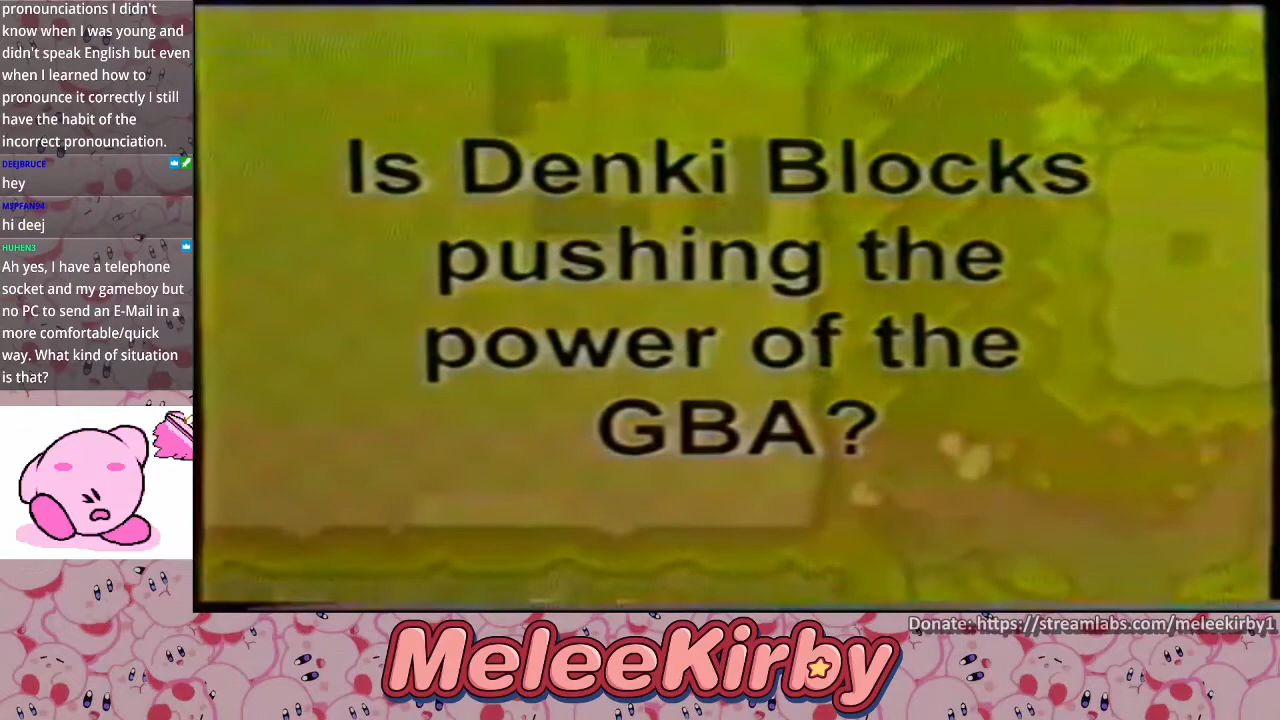 pronounciations I didn't
know when I was young and
didn't speak English but even
when I learned how to
pronounce it correctly I still
have the habit of the
incorrect pronounciation.
DEEJBRUCE
hey
M1PFAN94
hi deej
HUHEN3
Ah yes, I have a telephone
socket and my gameboy but
no PC to send an E-Mail in a
more comfortable/quick
way. What kind of situation
is that?
Is Denki Blocks
pushing the
power of the
GBA?
Donate: https://streamlabs.com/meleekirby1
MeleeKirby